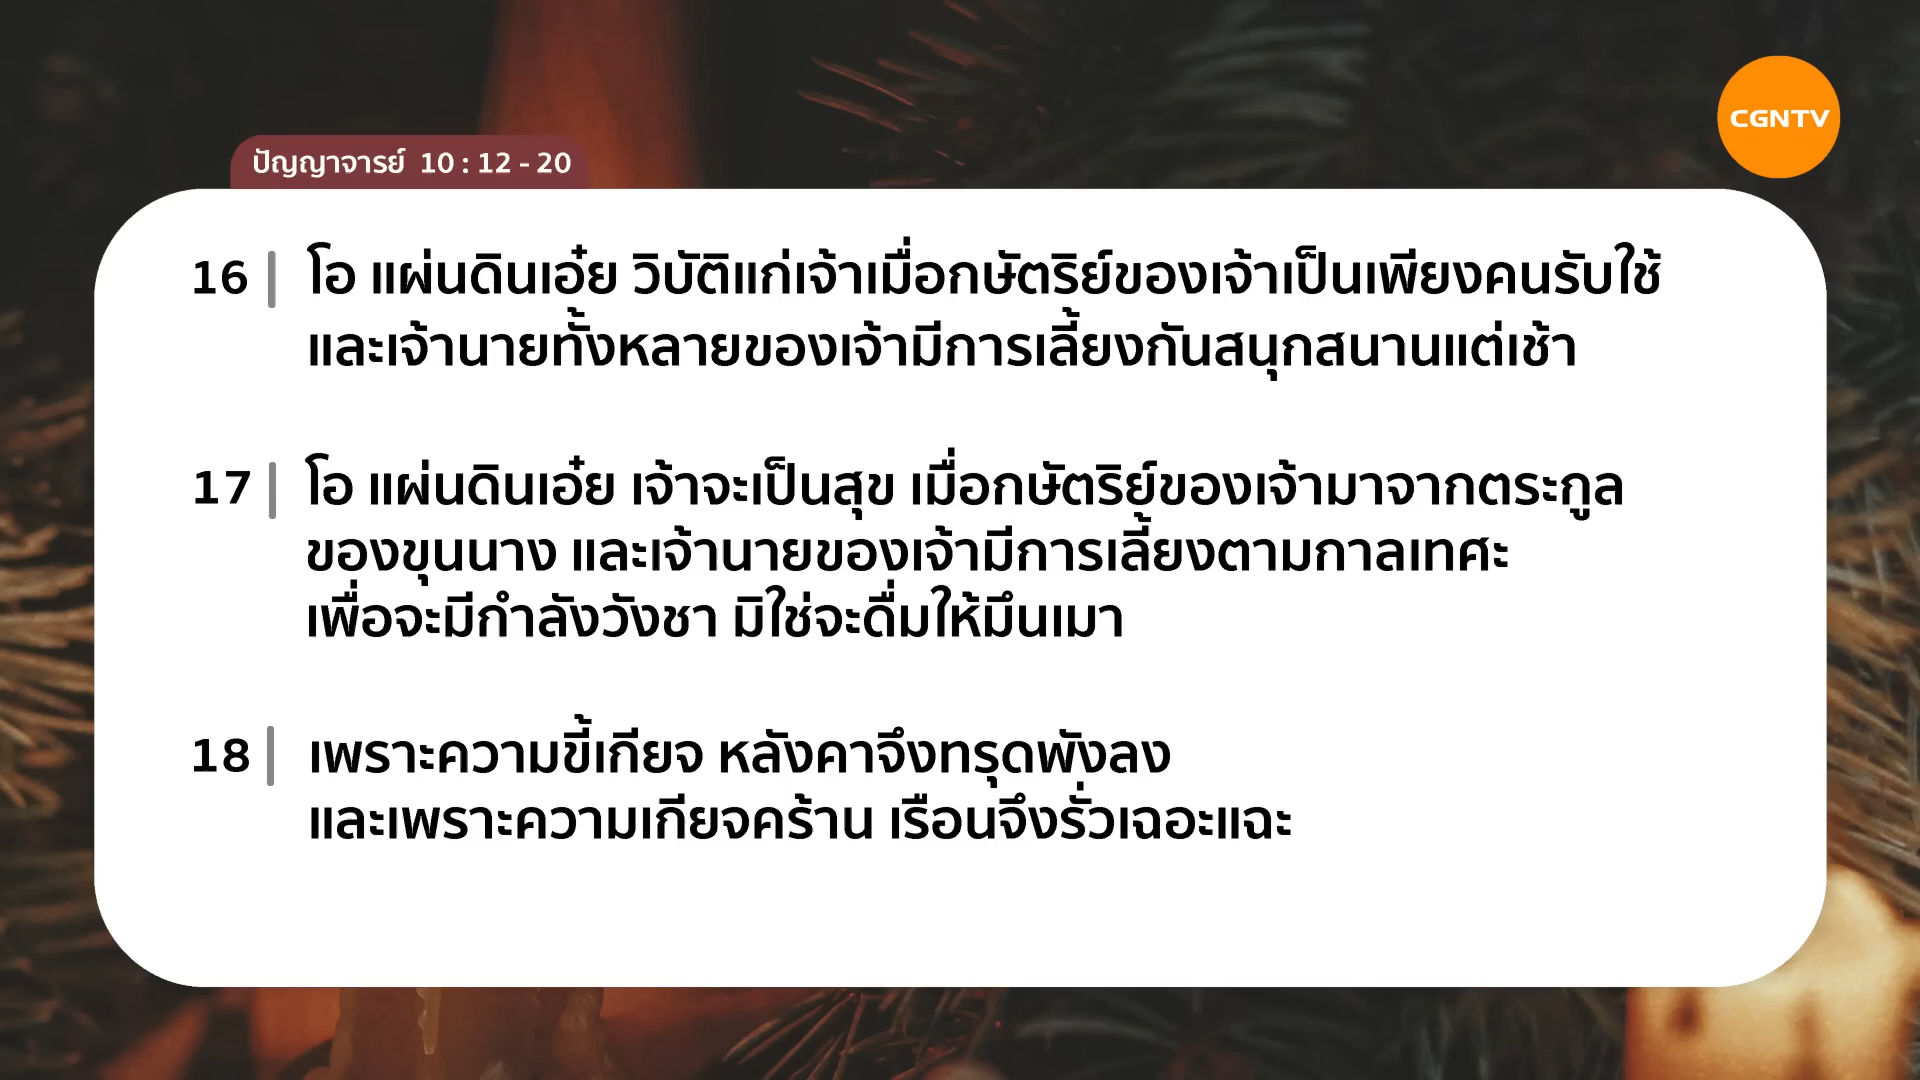 CGNTV
ปัญญาจารย์ 10 : 12 - 20
16 | โอ แผ่นดินเอ๋ย วิบัติแก่เจ้าเมื่อกษัตริย์ของเจ้าเป็นเพียงคนรับใช้
และเจ้านายทั้งหลายของเจ้ามีการเลี้ยงกันสนุกสนานแต่เช้า
17 | โอ แผ่นดินเอ๋ย เจ้าจะเป็นสุข เมื่อกษัตริย์ของเจ้ามาจากตระกูล
ของขุนนาง และเจ้านายของเจ้ามีการเลี้ยงตามกาลเทศะ
เพื่อจะมีกำลังวังชา มิใช่จะดื่มให้มึนเมา
18 | เพราะความขี้เกียจ หลังคาจึงทรุดพังลง
และเพราะความเกียจคร้าน เรือนจึงรั่วเฉอะแฉะ